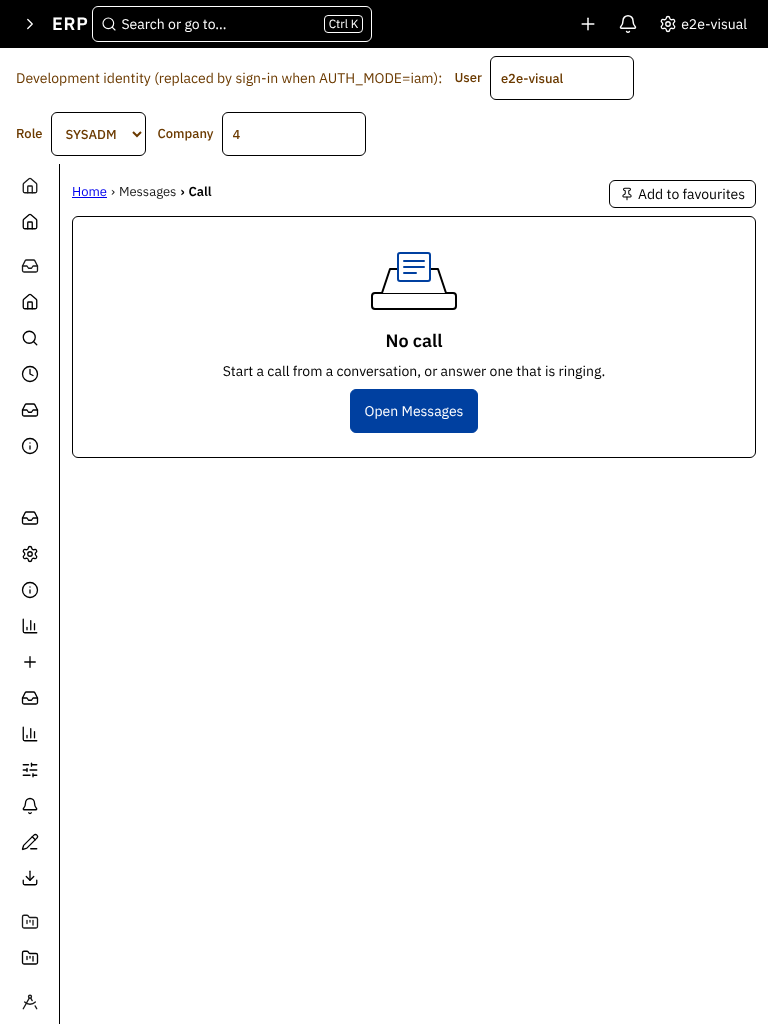 ERP Search or go to... Ctrl K e2e-visual
Development identity (replaced by sign-in when AUTH_MODE=iam): User e2e-visual
Role SYSADM Company 4
Home › Messages › Call Add to favourites
No call
Start a call from a conversation, or answer one that is ringing.
Open Messages